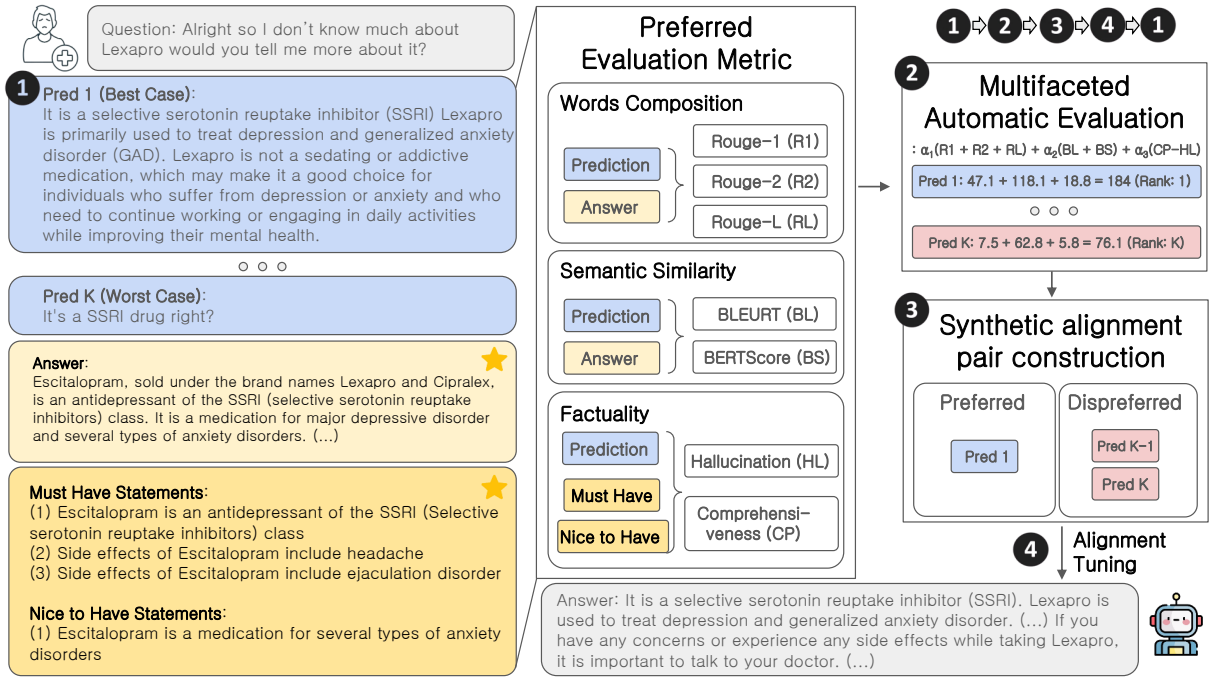 Question: Alright so I don't know much about
Lexapro would you tell me more about it?
1
Pred 1 (Best Case):
It is a selective serotonin reuptake inhibitor (SSRI) Lexapro
is primarily used to treat depression and generalized anxiety
disorder (GAD). Lexapro is not a sedating or addictive
medication, which may make it a good choice for
individuals who suffer from depression or anxiety and who
need to continue working or engaging in daily activities
while improving their mental health.
Pred K (Worst Case):
It's a SSRI drug right?
Answer:
Escitalopram, sold under the brand names Lexapro and Cipralex,
is an antidepressant of the SSRI (selective serotonin reuptake
inhibitors) class. It is a medication for major depressive disorder
and several types of anxiety disorders. (...)
Must Have Statements:
(1) Escitalopram is an antidepressant of the SSRI (Selective
serotonin reuptake inhibitors) class
(2) Side effects of Escitalopram include headache
(3) Side effects of Escitalopram include ejaculation disorder
Nice to Have Statements:
(1) Escitalopram is a medication for several types of anxiety
disorders
Preferred
Evaluation Metric
Words Composition
Prediction
Answer
Rouge-1 (R1)
Rouge-2 (R2)
Rouge-L (RL)
Semantic Similarity
Prediction
Answer
BLEURT (BL)
BERTScore (BS)
Factuality
Prediction
Must Have
Nice to Have
Hallucination (HL)
Comprehensi-
veness (CP)
1 2 3 4 1
2
Multifaceted
Automatic Evaluation
: α₁(R1 + R2 + RL) + α₂(BL + BS) + α₃(CP-HL)
Pred 1: 47.1 + 118.1 + 18.8 = 184 (Rank: 1)
Pred K: 7.5 + 62.8 + 5.8 = 76.1 (Rank: K)
3
Synthetic alignment
pair construction
Preferred
Pred 1
Dispreferred
Pred K-1
Pred K
4
Alignment
Tuning
Answer: It is a selective serotonin reuptake inhibitor (SSRI). Lexapro is
used to treat depression and generalized anxiety disorder. (...) If you
have any concerns or experience any side effects while taking Lexapro,
it is important to talk to your doctor. (...)